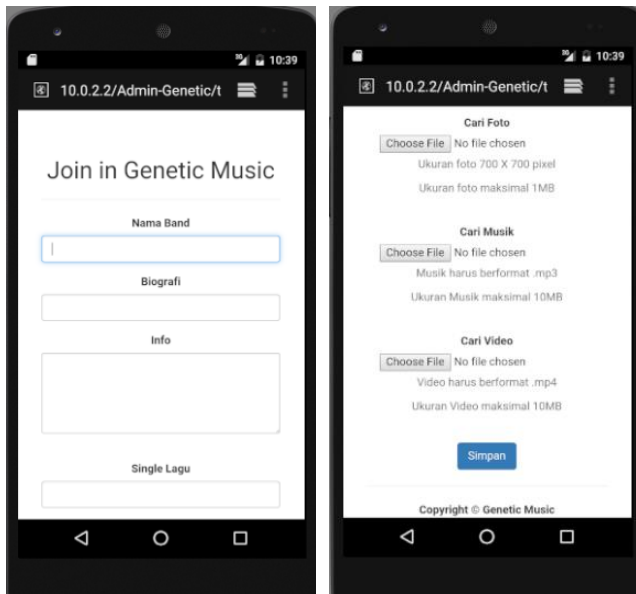 10:39
10.0.2.2/Admin-Genetic/t
Join in Genetic Music
Nama Band
Biografi
Info
Single Lagu
10:39
10.0.2.2/Admin-Genetic/t
Cari Foto
Choose File No file chosen
Ukuran foto 700 X 700 pixel
Ukuran foto maksimal 1MB
Cari Musik
Choose File No file chosen
Musik harus berformat .mp3
Ukuran Musik maksimal 10MB
Cari Video
Choose File No file chosen
Video harus berformat .mp4
Ukuran Video maksimal 10MB
Simpan
Copyright © Genetic Music